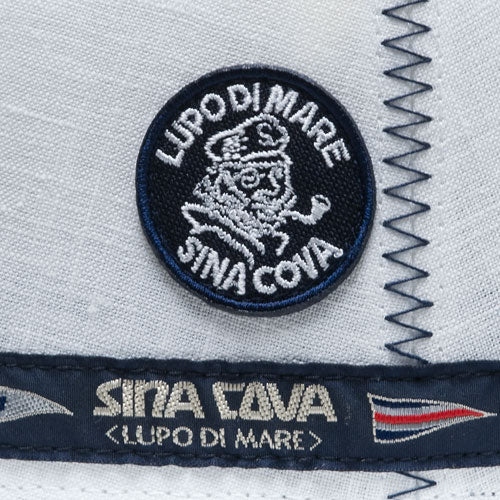 LUPO DI MARE
SINA COVA
SINA COVA
<LUPO DI MARE>